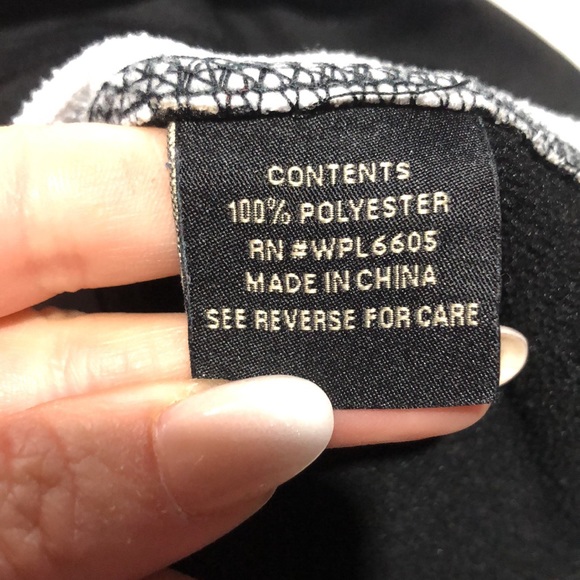 CONTENTS
100% POLYESTER
RN #WPL6605
MADE IN CHINA
SEE REVERSE FOR CARE